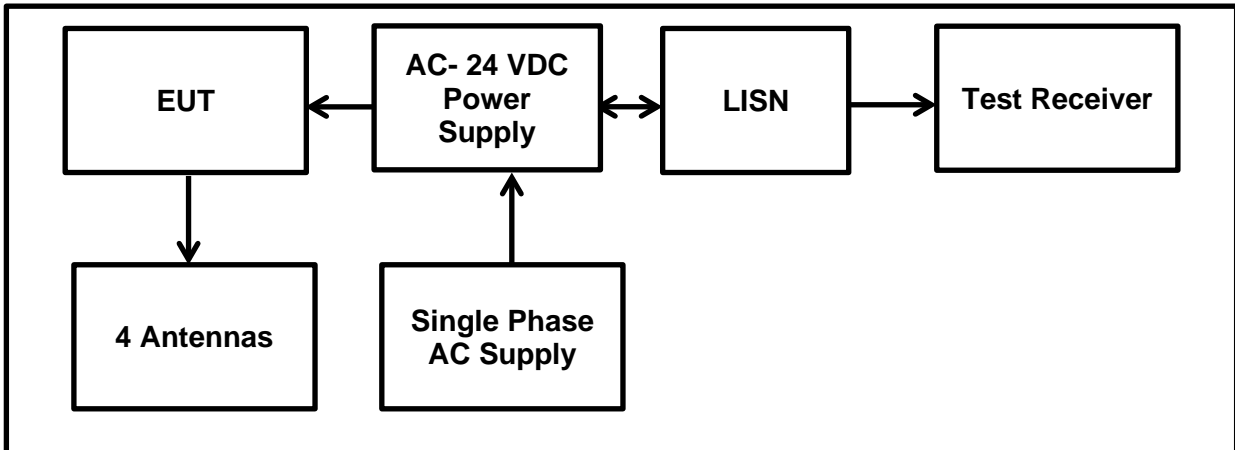 EUT
AC- 24 VDC
Power
Supply
LISN
Test Receiver
4 Antennas
Single Phase
AC Supply